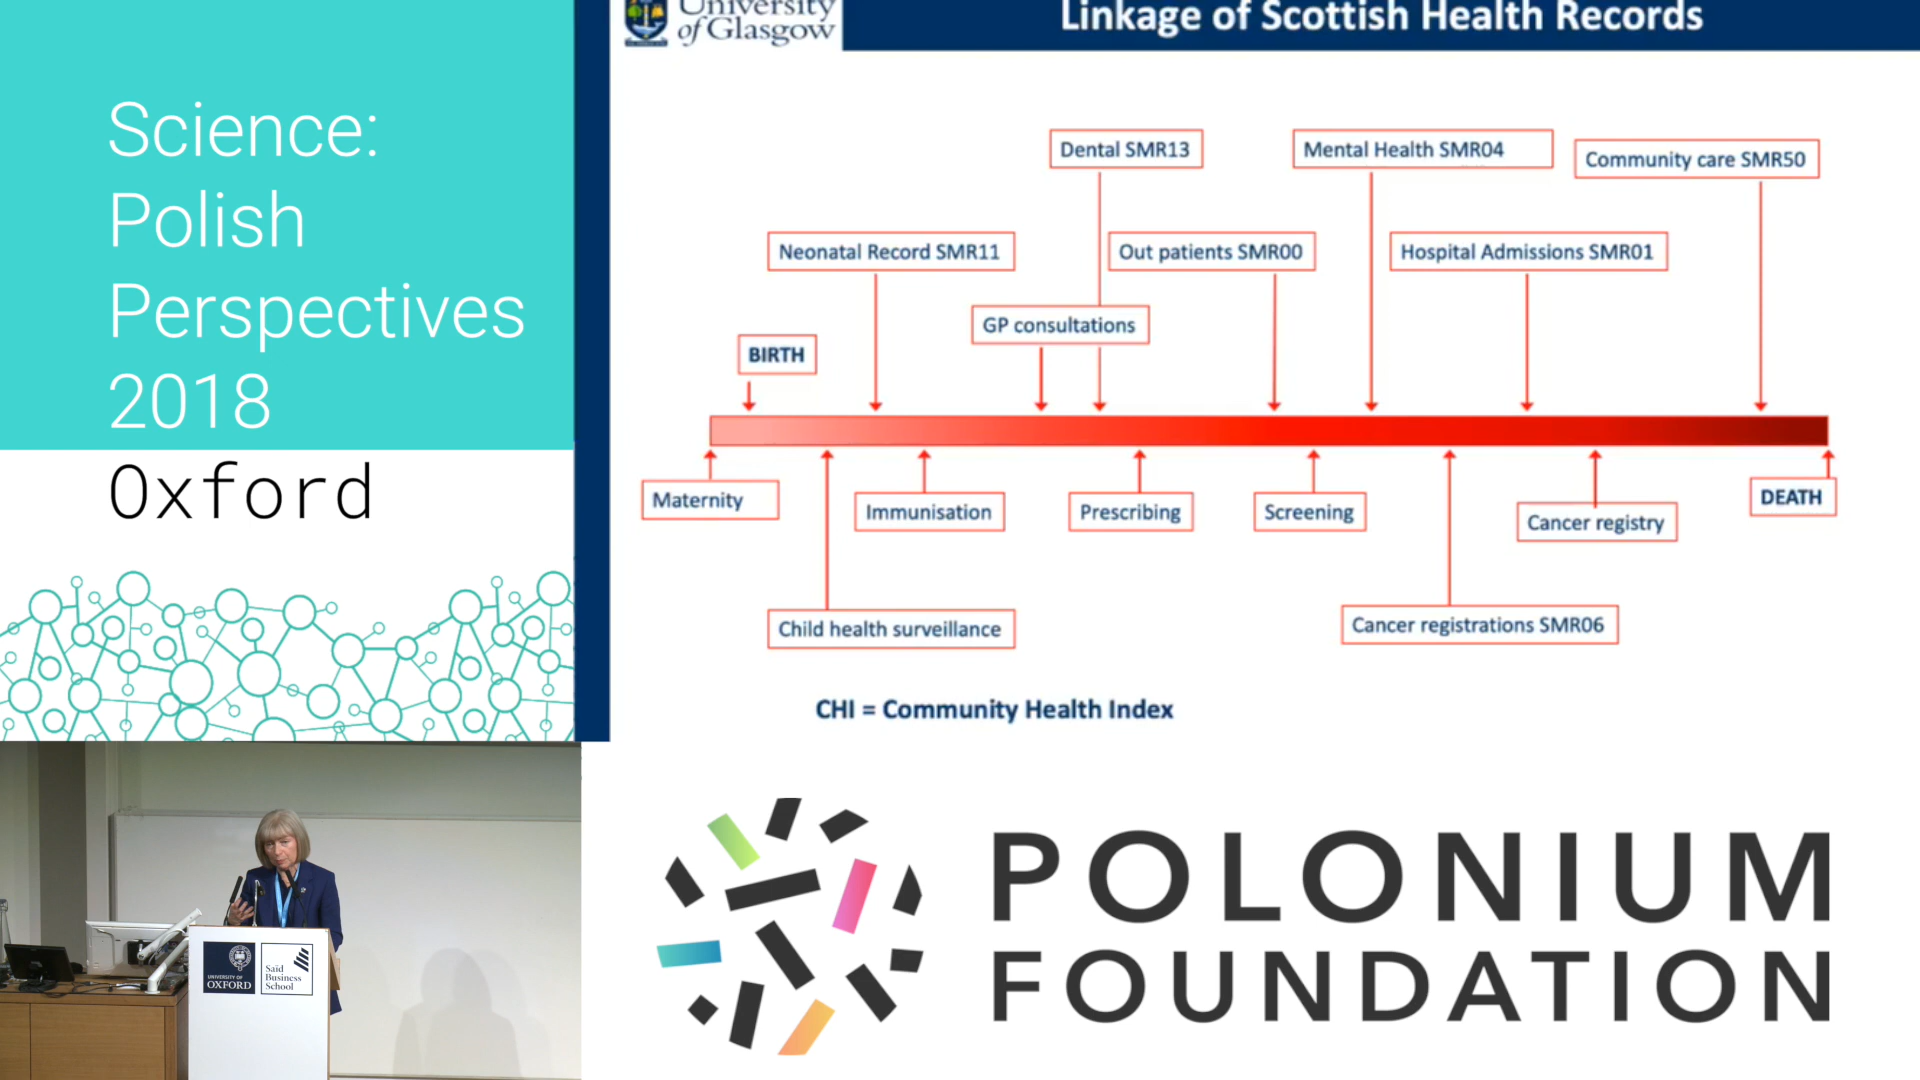 Science:
Polish
Perspectives
2018
Oxford
University
of Glasgow
Linkage of Scottish Health Records
Dental SMR13
Mental Health SMR04
Community care SMR50
Neonatal Record SMR11
Out patients SMR00
Hospital Admissions SMR01
GP consultations
BIRTH
Maternity
Immunisation
Prescribing
Screening
Cancer registry
DEATH
Child health surveillance
Cancer registrations SMR06
CHI = Community Health Index
UNIVERSITY OF
OXFORD
Saïd
Business
School
POLONIUM
FOUNDATION